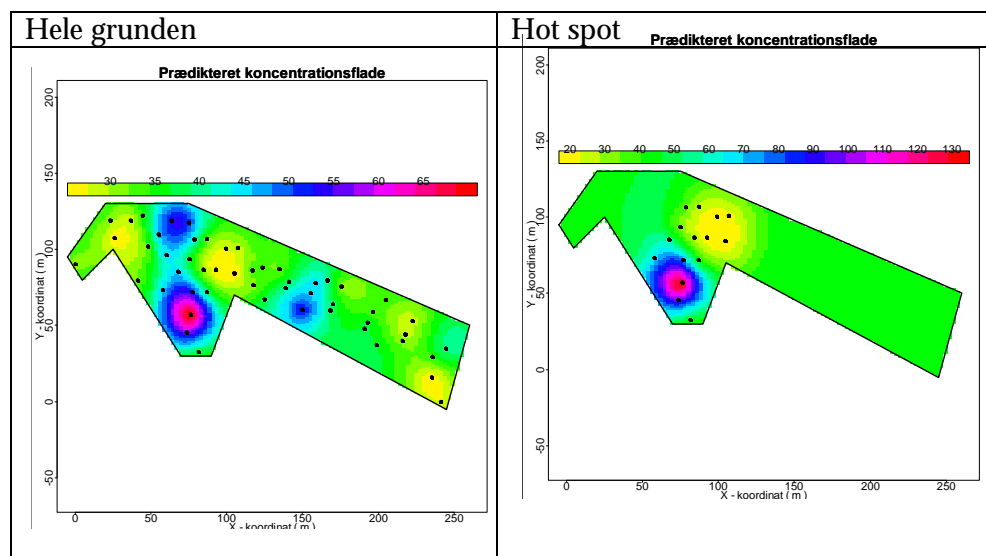 Hele grunden
Prædikteret koncentrationsflade
200
150
100
50
0
-50
Y - koordinat ( m )
30 35 40 45 50 55 60 65
0 50 100 150 200 250
X - koordinat ( m )
Hot spot
Prædikteret koncentrationsflade
200
150
100
50
0
-50
Y - koordinat ( m )
20 30 40 50 60 70 80 90 100 110 120 130
0 50 100 150 200 250
X - koordinat ( m )